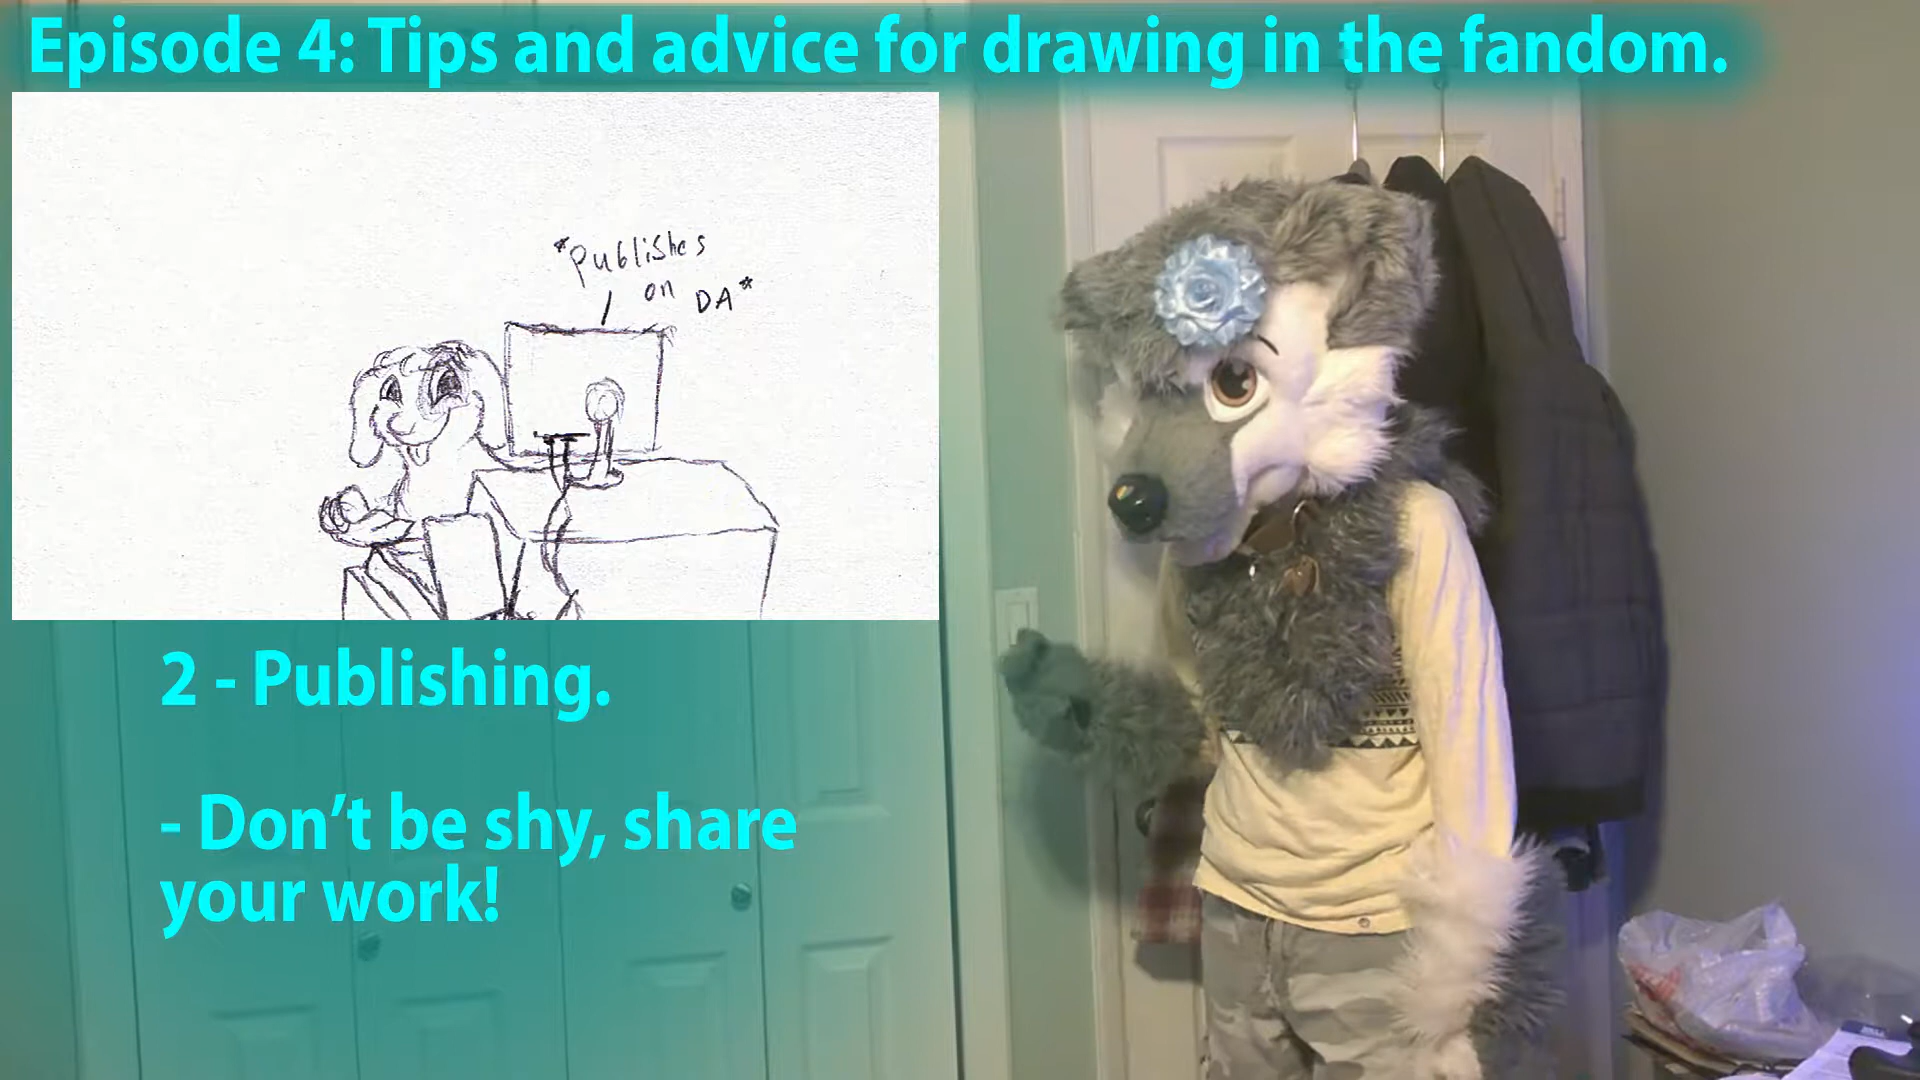 Episode 4: Tips and advice for drawing in the fandom.
*Publishes
on DA*
2 - Publishing.
- Don't be shy, share
your work!